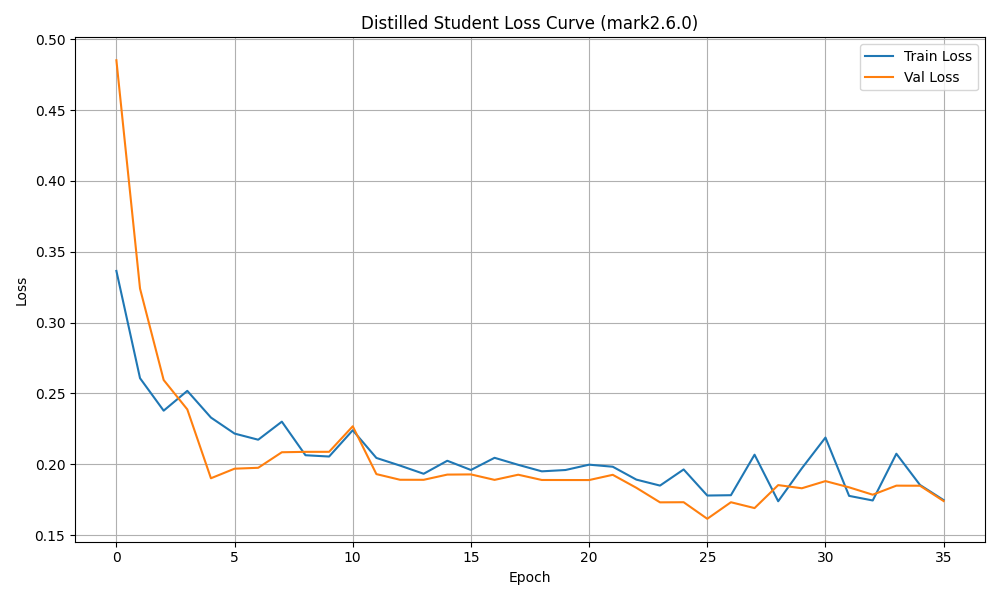 Distilled Student Loss Curve (mark2.6.0)
Train Loss
Val Loss
0.50
0.45
0.40
0.35
0.30
0.25
0.20
0.15
Loss
0 5 10 15 20 25 30 35
Epoch